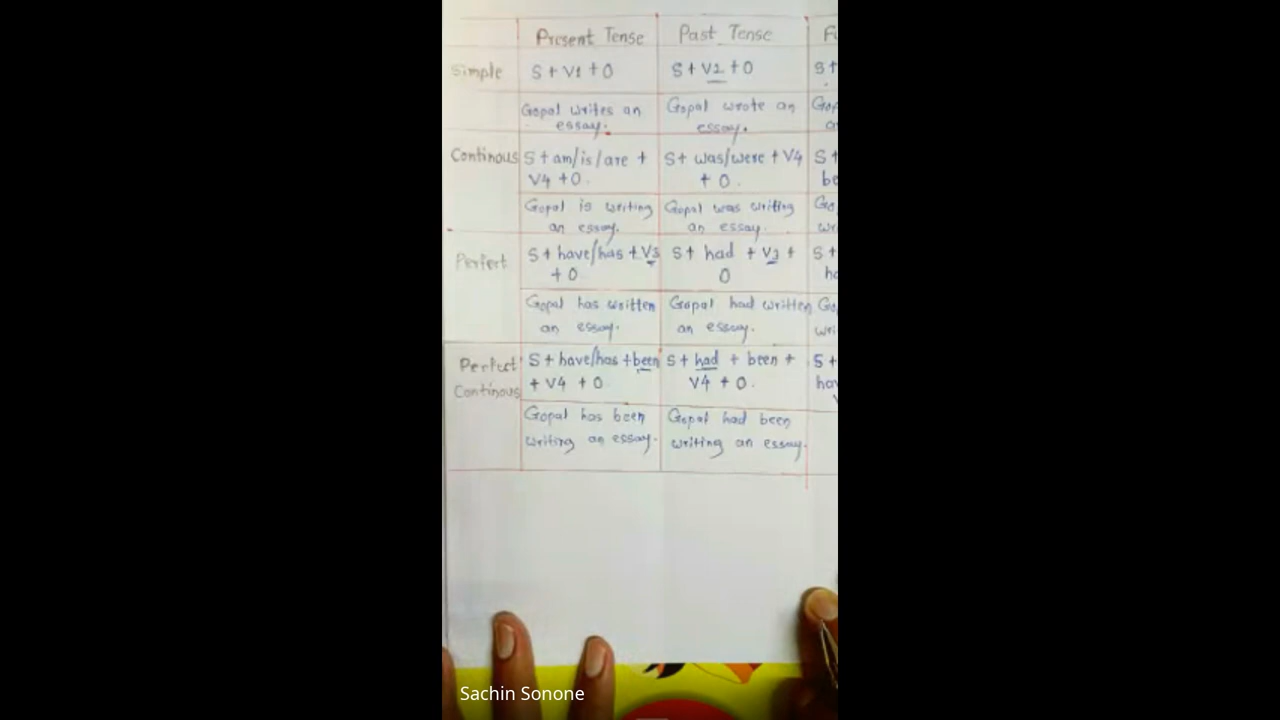 Present Tense Past Tense
Simple S + V1 + O S + V2 + O S +
Gopal writes an Gopal wrote an
essay. essay.
Continous S + am/is/are + S + was/were + V4 S +
V4 + O. + O. be
Gopal is writing Gopal was writing
an essay. an essay.
Perfect S + have/has + V3 S + had + V3 + S +
+ O O
Gopal has written Gopal had written
an essay. an essay.
Perfect S + have/has + been S + had + been + S +
Continous + V4 + O V4 + O.
Gopal has been Gopal had been
writing an essay. writing an essay.
Sachin Sonone